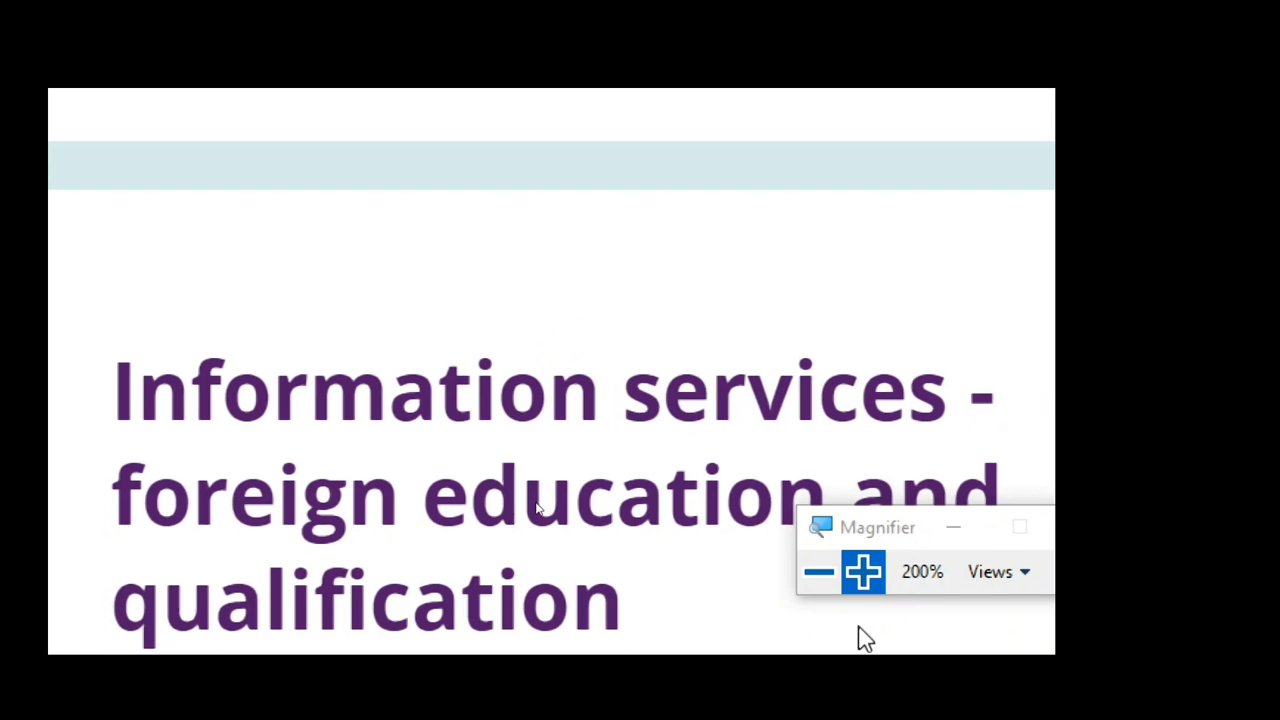 Information services -
foreign education and
qualification
Magnifier
200% Views